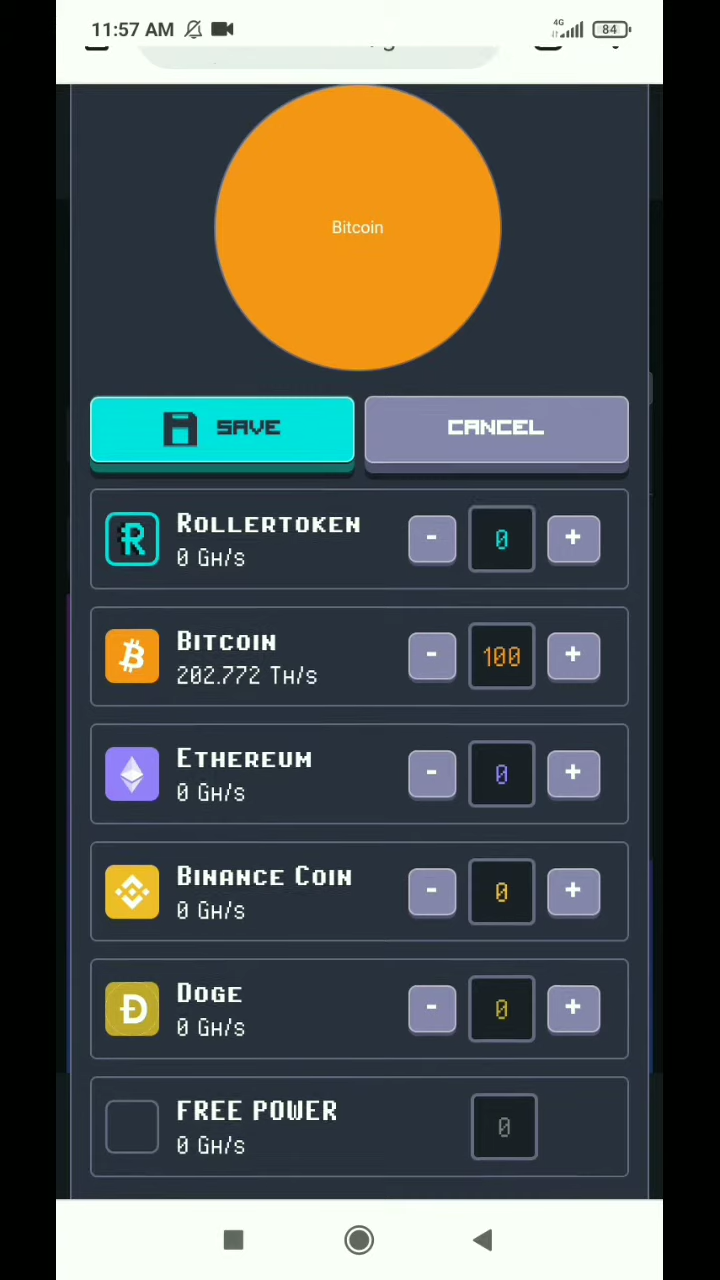 11:57 AM
4G
84
Bitcoin
SAVE
CANCEL
ROLLERTOKEN
0 GH/S
-
0
+
BITCOIN
202.772 TH/S
-
100
+
ETHEREUM
0 GH/S
-
0
+
BINANCE COIN
0 GH/S
-
0
+
DOGE
0 GH/S
-
0
+
FREE POWER
0 GH/S
0